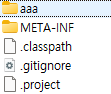 aaa
META-INF
.classpath
.gitignore
.project